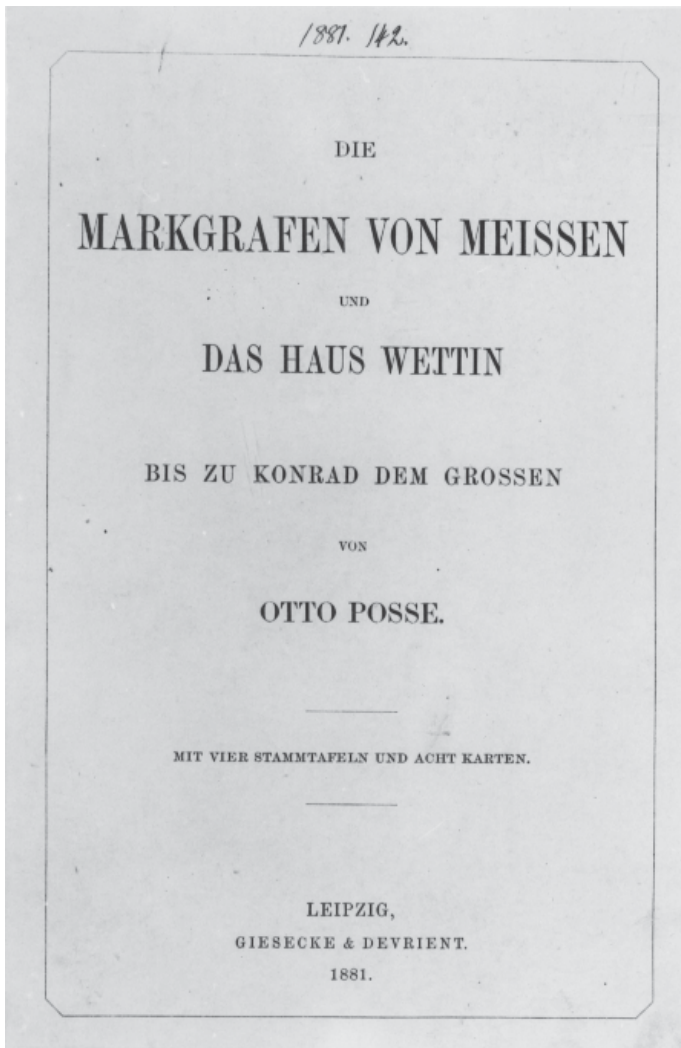 1881. 142.
DIE
MARKGRAFEN VON MEISSEN
UND
DAS HAUS WETTIN
BIS ZU KONRAD DEM GROSSEN
VON
OTTO POSSE.
MIT VIER STAMMTAFELN UND ACHT KARTEN.
LEIPZIG,
GIESECKE & DEVRIENT.
1881.